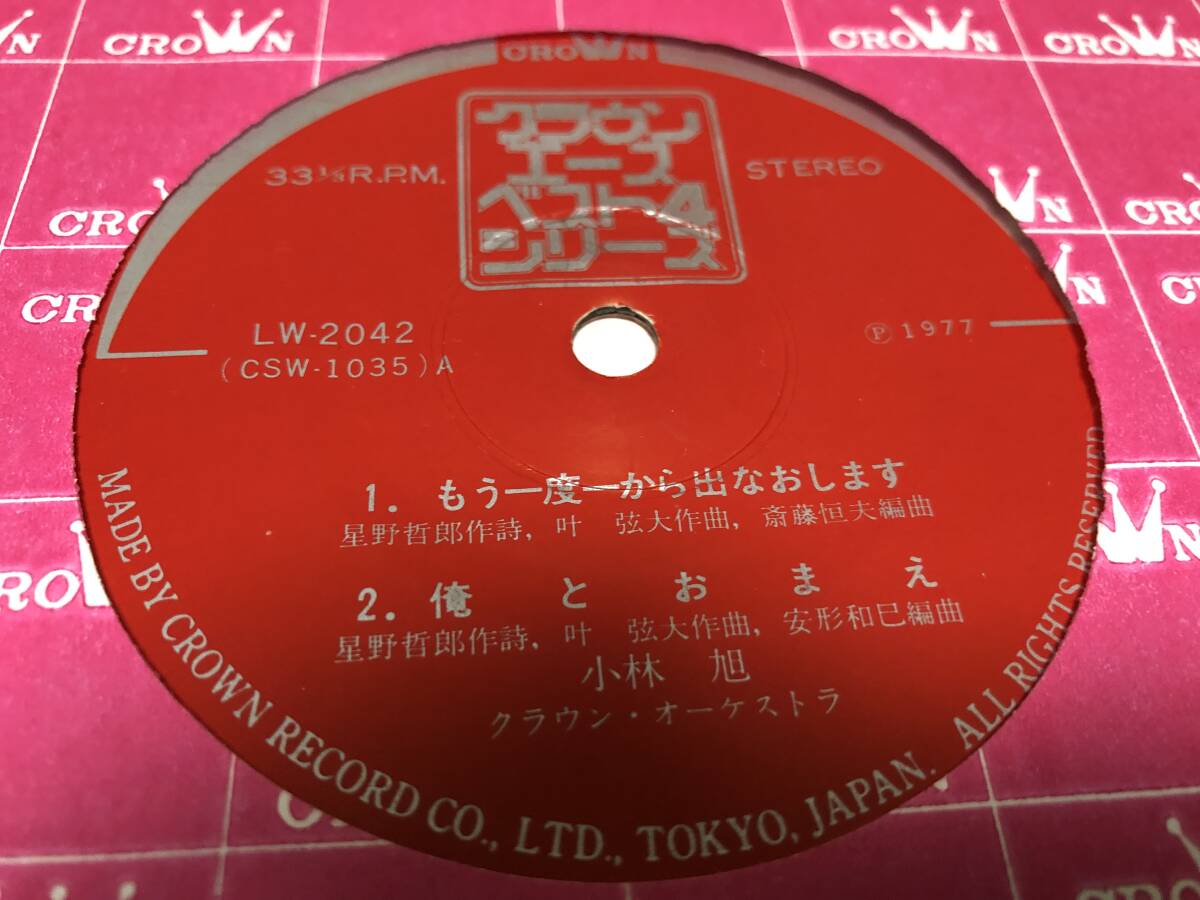 CROWN
CROWN
CROWN
CROWN
クラウン
エース
ベスト4
シリーズ
33 1/3 R.P.M.
STEREO
LW-2042
(CSW-1035) A
Ⓟ 1977
1. もう一度一から出なおします
星野哲郎作詩, 叶 弦大作曲, 斎藤恒夫編曲
2. 俺とおまえ
星野哲郎作詩, 叶 弦大作曲, 安形和巳編曲
小林 旭
クラウン・オーケストラ
MADE BY CROWN RECORD CO., LTD., TOKYO, JAPAN. ALL RIGHTS RESERVED